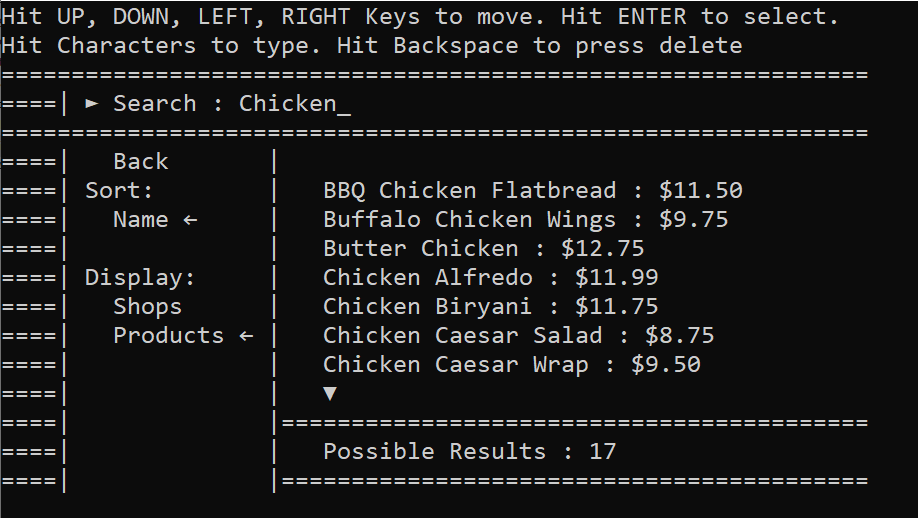 Hit UP, DOWN, LEFT, RIGHT Keys to move. Hit ENTER to select.
Hit Characters to type. Hit Backspace to press delete
==============================================================
====| ► Search : Chicken_
==============================================================
====|   Back       |
====| Sort:        |   BBQ Chicken Flatbread : $11.50
====|   Name ←     |   Buffalo Chicken Wings : $9.75
====|              |   Butter Chicken : $12.75
====| Display:     |   Chicken Alfredo : $11.99
====|   Shops      |   Chicken Biryani : $11.75
====|   Products ← |   Chicken Caesar Salad : $8.75
====|              |   Chicken Caesar Wrap : $9.50
====|              |   ▼
====|              |==========================================
====|              |   Possible Results : 17
====|              |==========================================